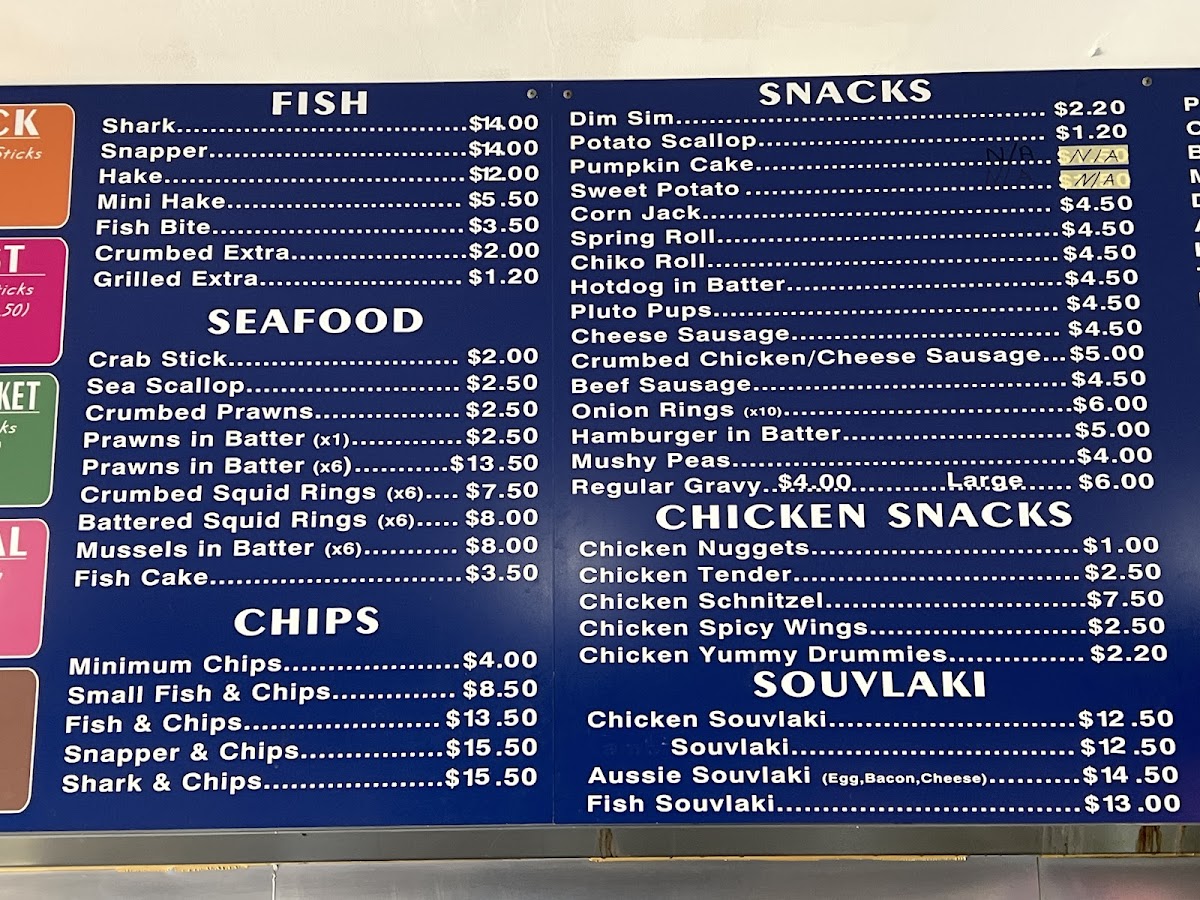 CK
Sticks
ST
ticks
.50)
KET
ks
AL
FISH
Shark..........$14.00
Snapper..........$14.00
Hake..........$12.00
Mini Hake..........$5.50
Fish Bite..........$3.50
Crumbed Extra..........$2.00
Grilled Extra..........$1.20
SEAFOOD
Crab Stick..........$2.00
Sea Scallop..........$2.50
Crumbed Prawns..........$2.50
Prawns in Batter (x1)..........$2.50
Prawns in Batter (x6)..........$13.50
Crumbed Squid Rings (x6)....$7.50
Battered Squid Rings (x6).....$8.00
Mussels in Batter (x6)..........$8.00
Fish Cake..........$3.50
CHIPS
Minimum Chips..........$4.00
Small Fish & Chips..........$8.50
Fish & Chips..........$13.50
Snapper & Chips..........$15.50
Shark & Chips..........$15.50
SNACKS
Dim Sim..........$2.20
Potato Scallop..........$1.20
Pumpkin Cake..........N/A N/A
Sweet Potato..........N/A N/A
Corn Jack..........$4.50
Spring Roll..........$4.50
Chiko Roll..........$4.50
Hotdog in Batter..........$4.50
Pluto Pups..........$4.50
Cheese Sausage..........$4.50
Crumbed Chicken/Cheese Sausage...$5.00
Beef Sausage..........$4.50
Onion Rings (x10)..........$6.00
Hamburger in Batter..........$5.00
Mushy Peas..........$4.00
Regular Gravy..$4.00..........Large.....$6.00
CHICKEN SNACKS
Chicken Nuggets..........$1.00
Chicken Tender..........$2.50
Chicken Schnitzel..........$7.50
Chicken Spicy Wings..........$2.50
Chicken Yummy Drummies..........$2.20
SOUVLAKI
Chicken Souvlaki..........$12.50
Souvlaki..........$12.50
Aussie Souvlaki (Egg,Bacon,Cheese)..........$14.50
Fish Souvlaki..........$13.00